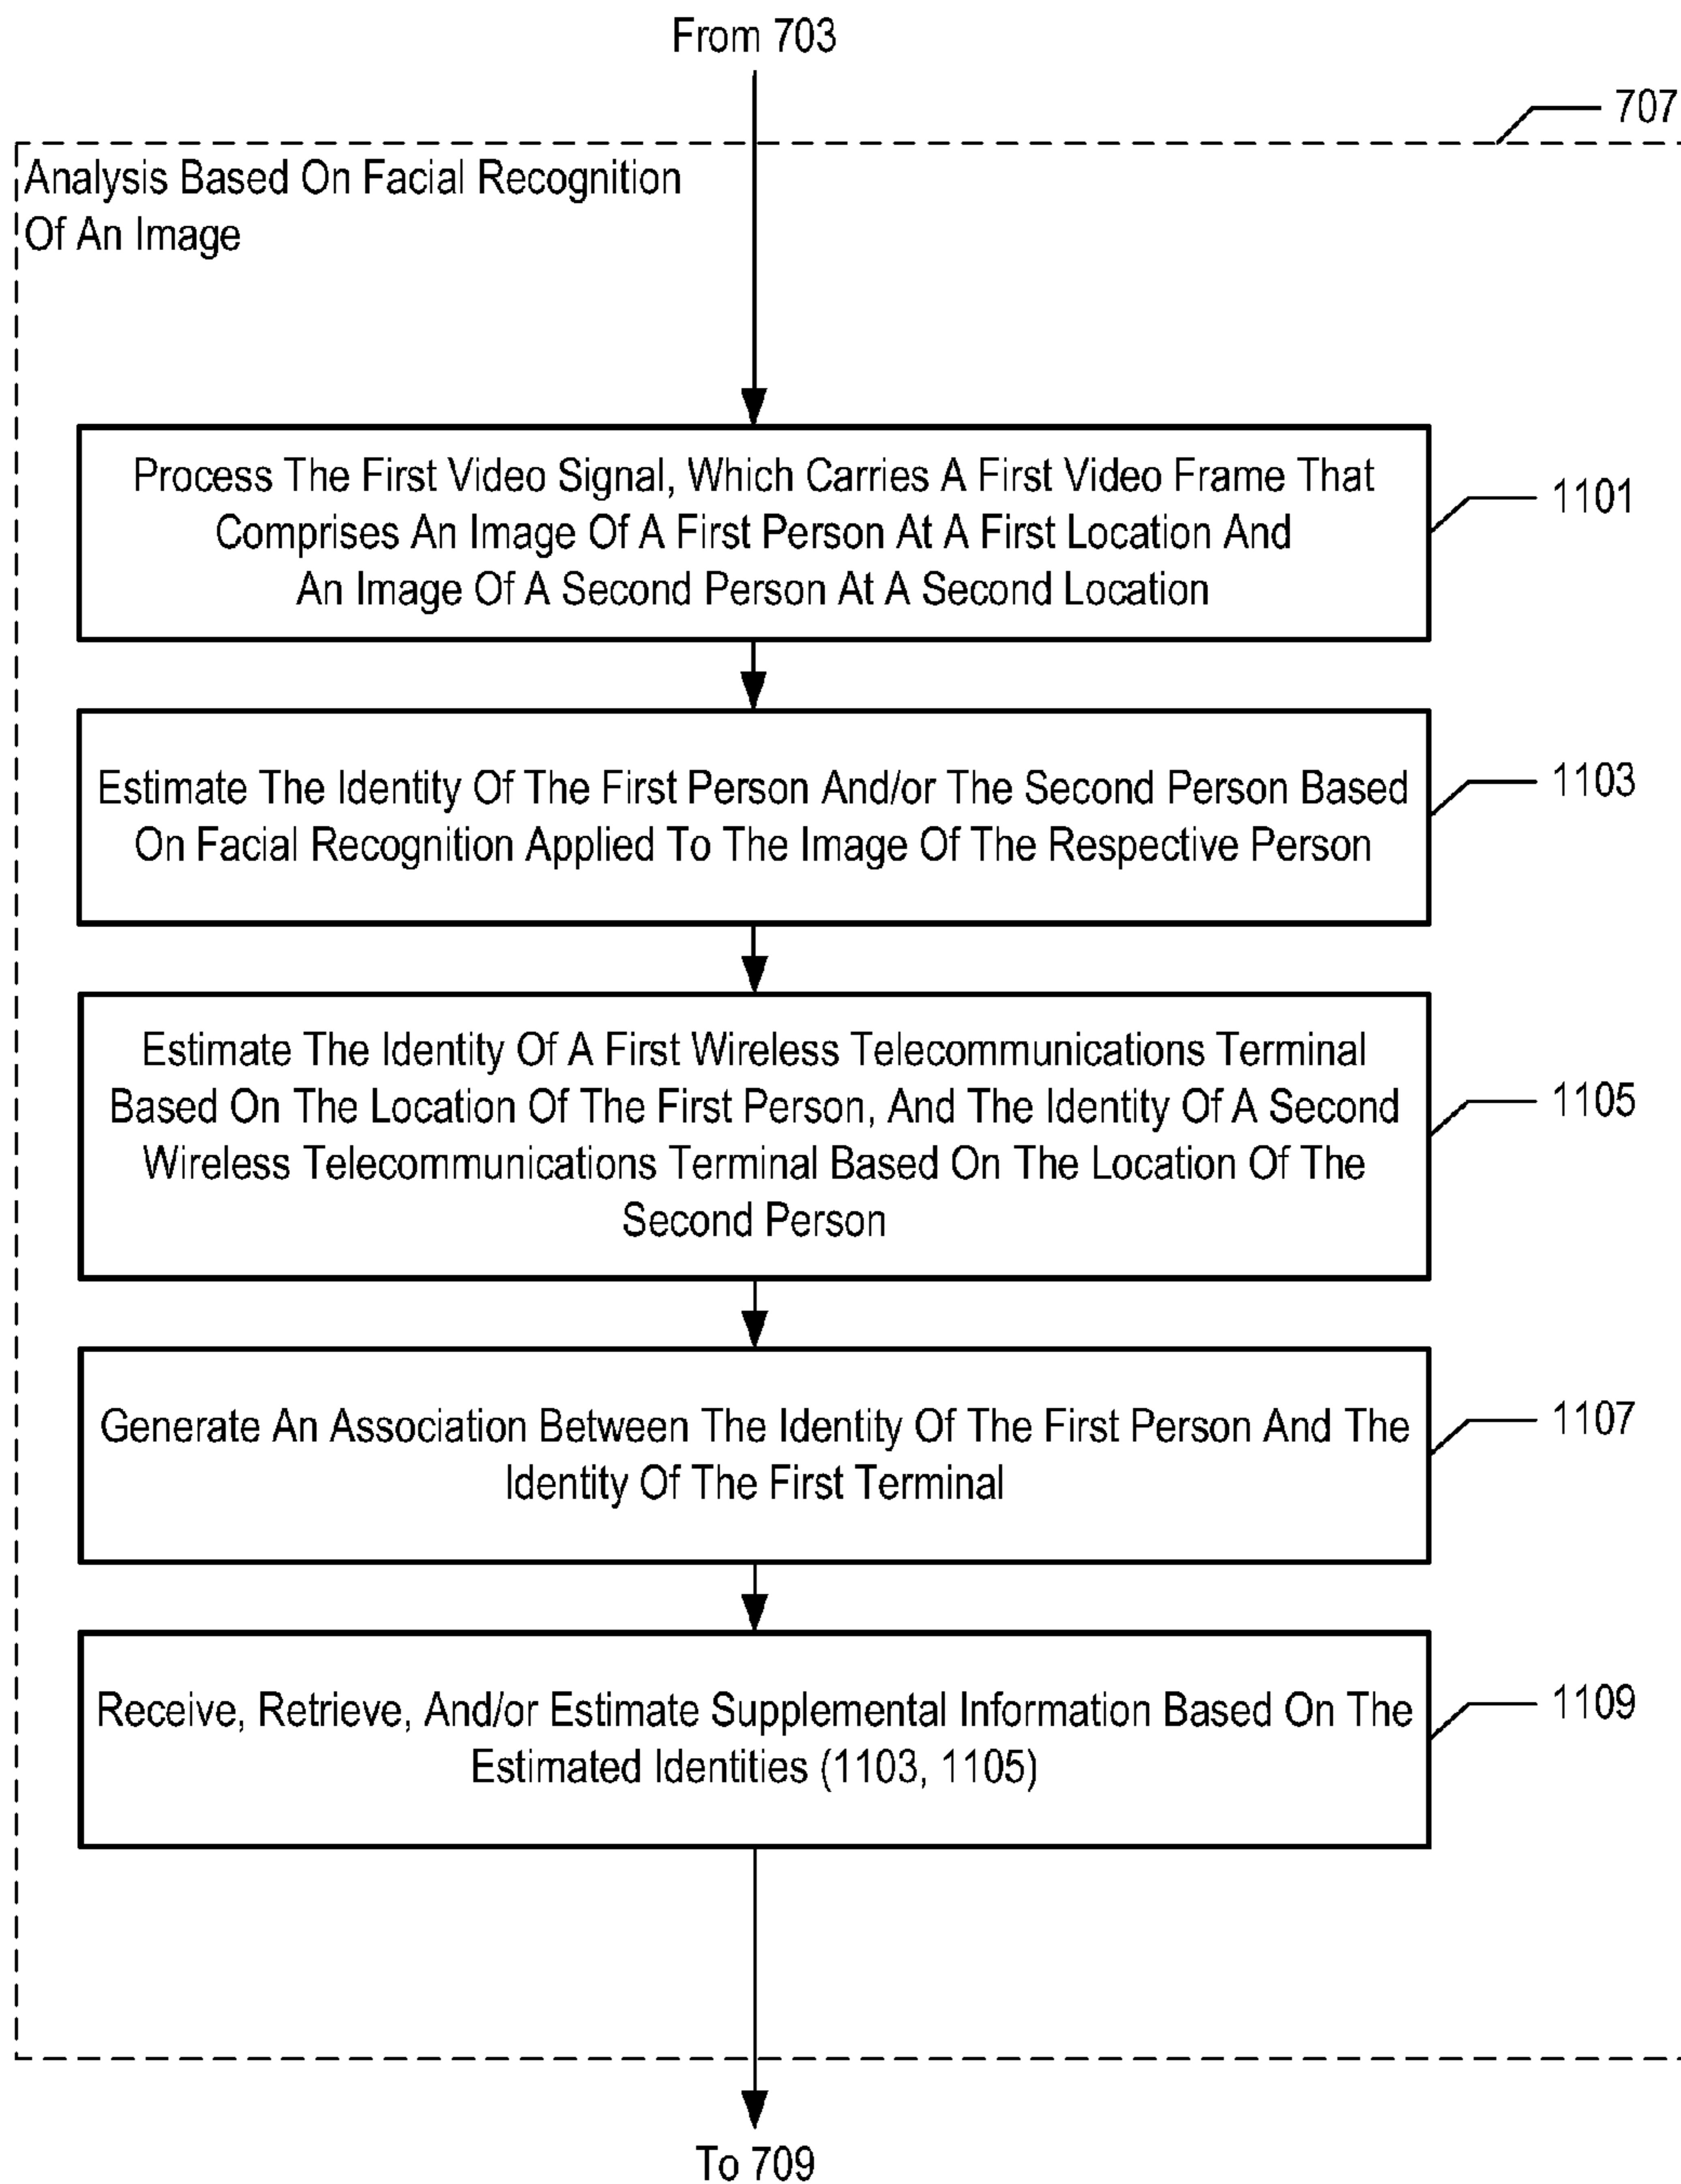 From 703
707
Analysis Based On Facial Recognition
Of An Image
Process The First Video Signal, Which Carries A First Video Frame That
Comprises An Image Of A First Person At A First Location And
An Image Of A Second Person At A Second Location
1101
Estimate The Identity Of The First Person And/or The Second Person Based
On Facial Recognition Applied To The Image Of The Respective Person
1103
Estimate The Identity Of A First Wireless Telecommunications Terminal
Based On The Location Of The First Person, And The Identity Of A Second
Wireless Telecommunications Terminal Based On The Location Of The
Second Person
1105
Generate An Association Between The Identity Of The First Person And The
Identity Of The First Terminal
1107
Receive, Retrieve, And/or Estimate Supplemental Information Based On The
Estimated Identities (1103, 1105)
1109
To 709